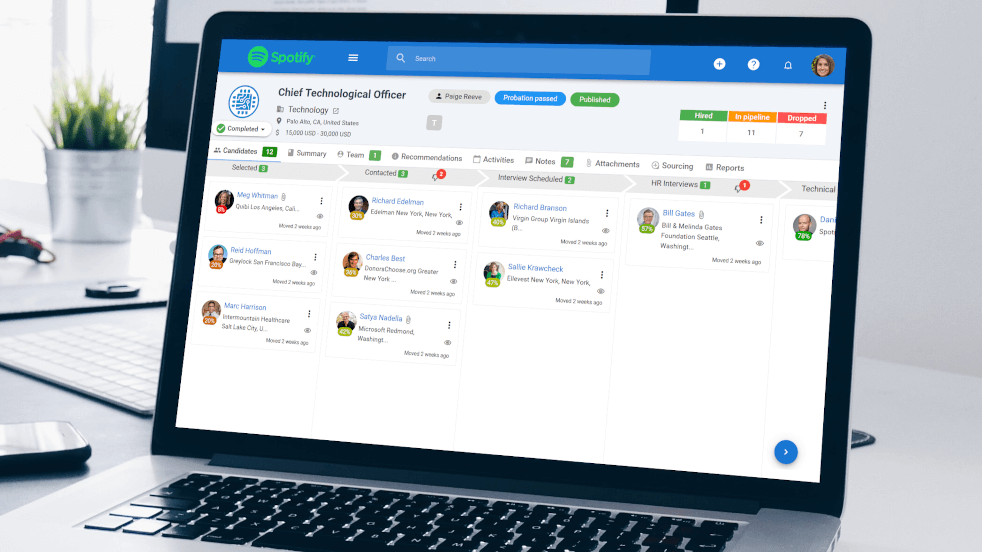 Spotify
Search
Chief Technological Officer
Paige Reeve
Probation passed
Published
Technology
Palo Alto, CA, United States
15,000 USD - 30,000 USD
T
Completed
Hired
In pipeline
Dropped
1
11
7
Candidates 12
Summary
Team 1
Recommendations
Activities
Notes 7
Attachments
Sourcing
Reports
Selected 3
Contacted 3
2
Interview Scheduled 2
HR Interviews 1
1
Technical
Meg Whitman
Quibi Los Angeles, Cali...
8%
Moved 2 weeks ago
Reid Hoffman
Greylock San Francisco Bay...
20%
Moved 2 weeks ago
Marc Harrison
Intermountain Healthcare
Salt Lake City, U...
20%
Moved 2 weeks ago
Richard Edelman
Edelman New York, New York,
30%
Moved 2 weeks ago
Charles Best
DonorsChoose.org Greater
New York ...
Moved 2 weeks ago
Satya Nadella
Microsoft Redmond,
Washingt...
42%
Moved 2 weeks ago
Richard Branson
Virgin Group Virgin Islands
(B...
40%
Moved 2 weeks ago
Sallie Krawcheck
Ellevest New York, New York,
47%
Moved 2 weeks ago
Bill Gates
Bill & Melinda Gates
Foundation Seattle,
Washingt...
57%
Moved 2 weeks ago
Dani
Spot
78%